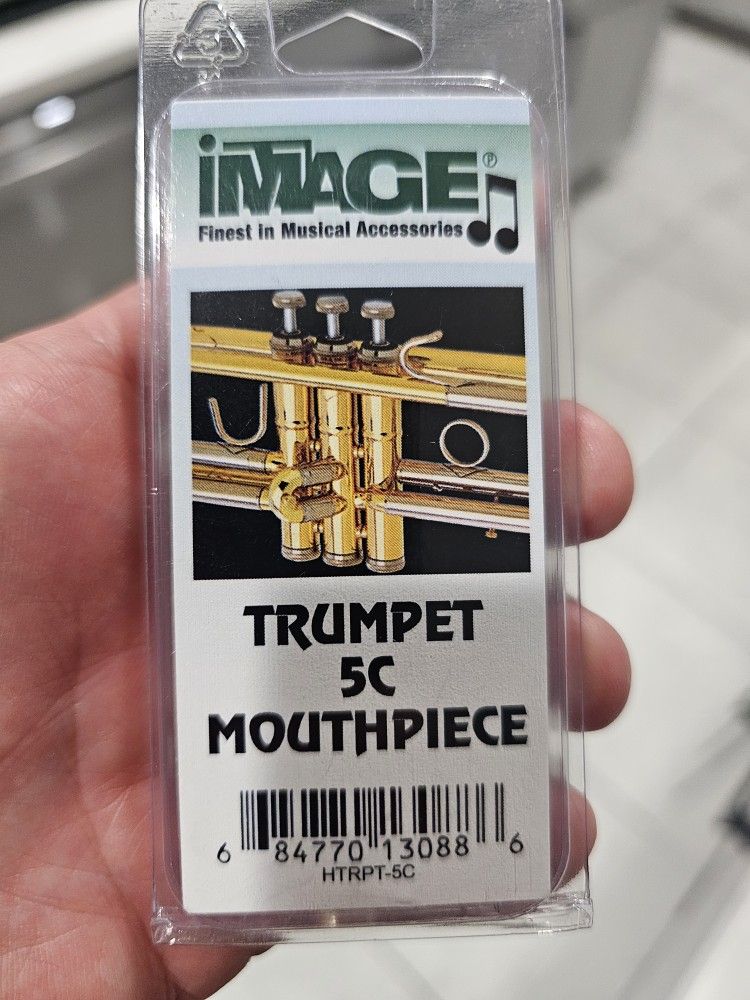 iMAGE®
Finest in Musical Accessories
TRUMPET
5C
MOUTHPIECE
6 84770 13088 6
HTRPT-5C